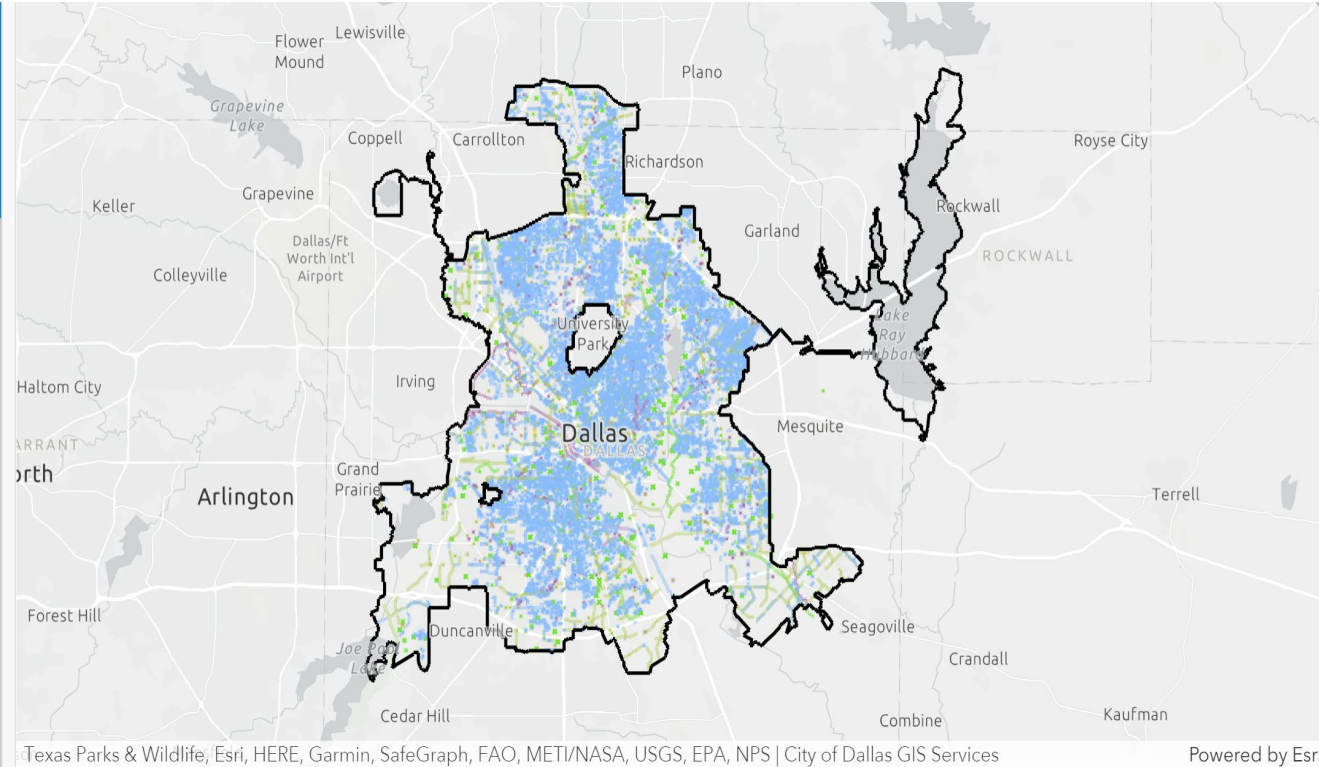 Lewisville
Flower
Mound
Plano
Grapevine
Lake
Coppell
Carrollton
Royse City
Richardson
Grapevine
Keller
Rockwall
Garland
Dallas/Ft
Worth Int'l
Airport
ROCKWALL
Colleyville
University
Park
Lake
Ray
Hubbard
Irving
Haltom City
Mesquite
Dallas
DALLAS
ARRANT
orth
Grand
Prairie
Arlington
Terrell
Forest Hill
Duncanville
Seagoville
Joe Pool
Lake
Crandall
Cedar Hill
Combine
Kaufman
Texas Parks & Wildlife, Esri, HERE, Garmin, SafeGraph, FAO, METI/NASA, USGS, EPA, NPS | City of Dallas GIS Services
Powered by Esr